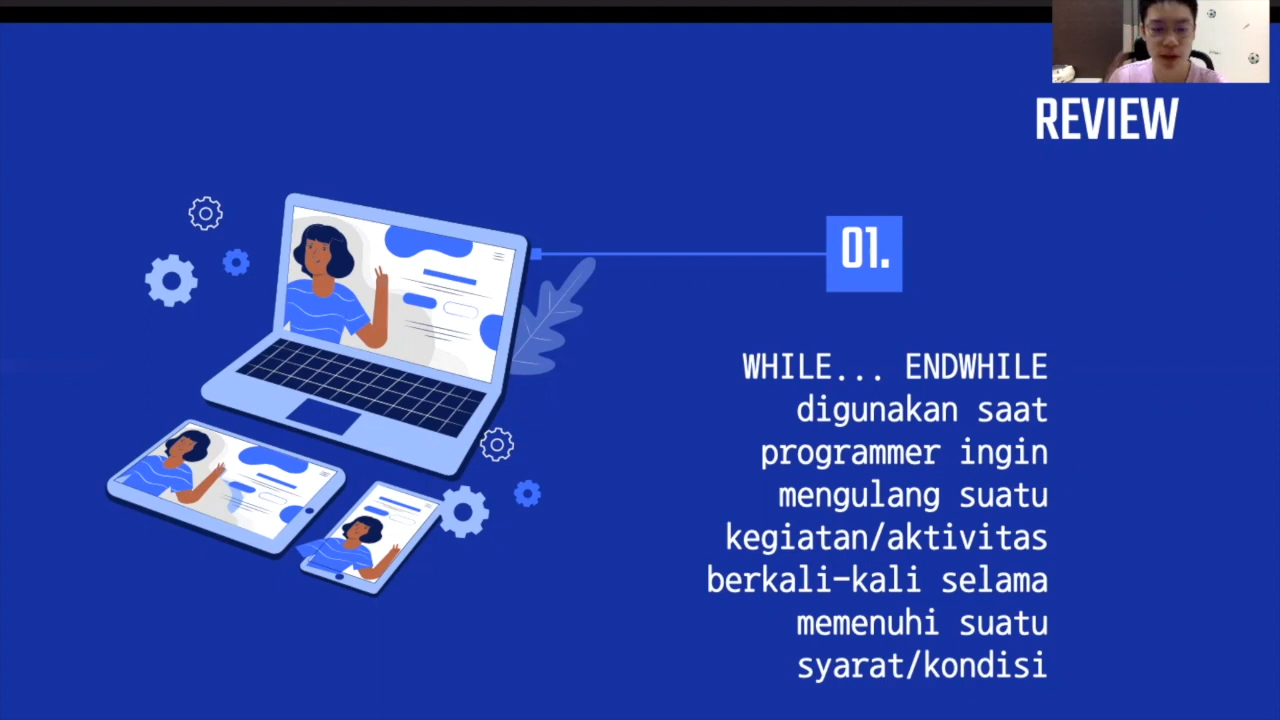 REVIEW
01.
WHILE... ENDWHILE
digunakan saat
programmer ingin
mengulang suatu
kegiatan/aktivitas
berkali-kali selama
memenuhi suatu
syarat/kondisi